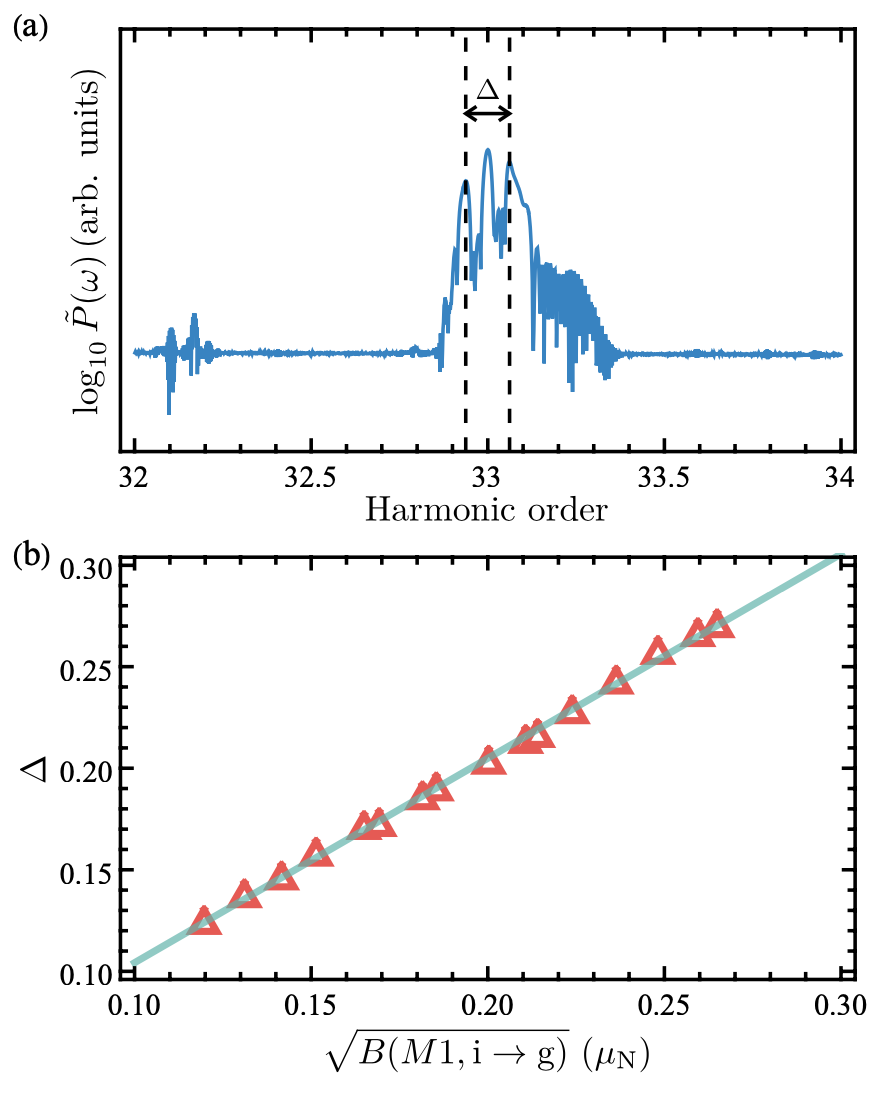 (a)
Δ
log₁₀ P̃(ω) (arb. units)
32 32.5 33 33.5 34
Harmonic order
(b)
0.30
0.25
0.20
0.15
0.10
Δ
0.10 0.15 0.20 0.25 0.30
√B(M1, i → g) (μN)